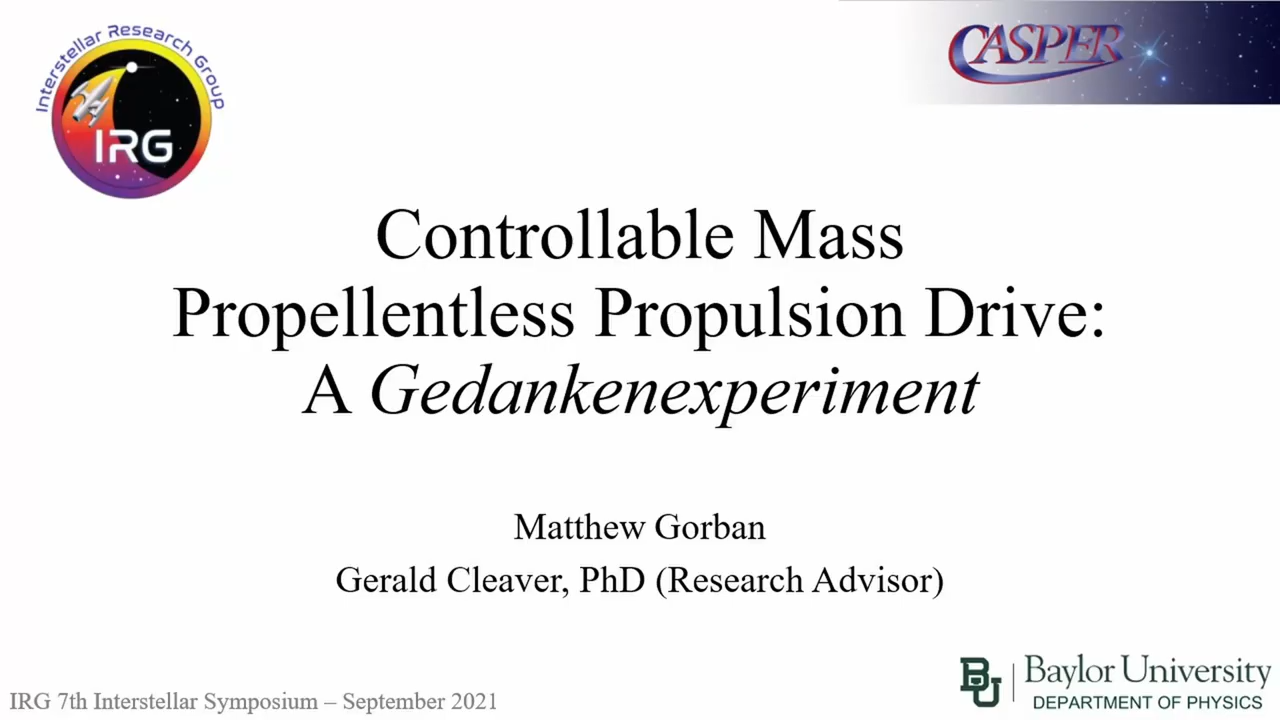 Interstellar Research Group
IRG
CASPER
Controllable Mass
Propellentless Propulsion Drive:
A Gedankenexperiment
Matthew Gorban
Gerald Cleaver, PhD (Research Advisor)
IRG 7th Interstellar Symposium – September 2021
BU
Baylor University
DEPARTMENT OF PHYSICS